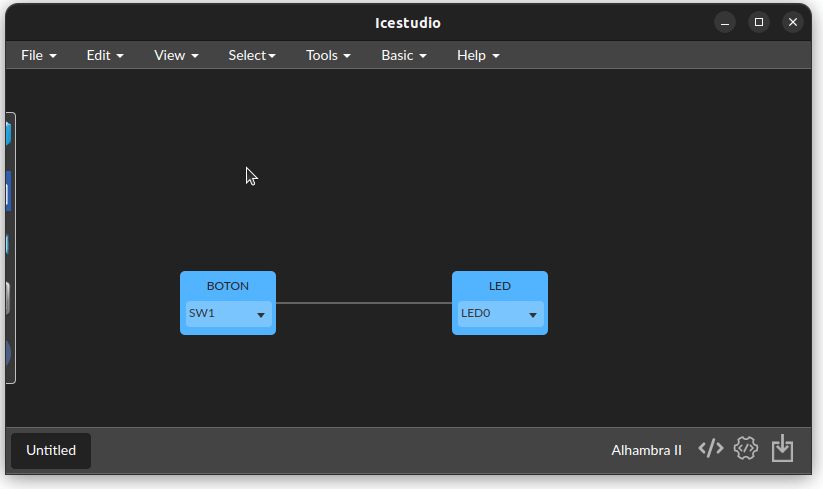 Icestudio
File Edit View Select Tools Basic Help
BOTON LED
SW1 LED0
Untitled Alhambra II